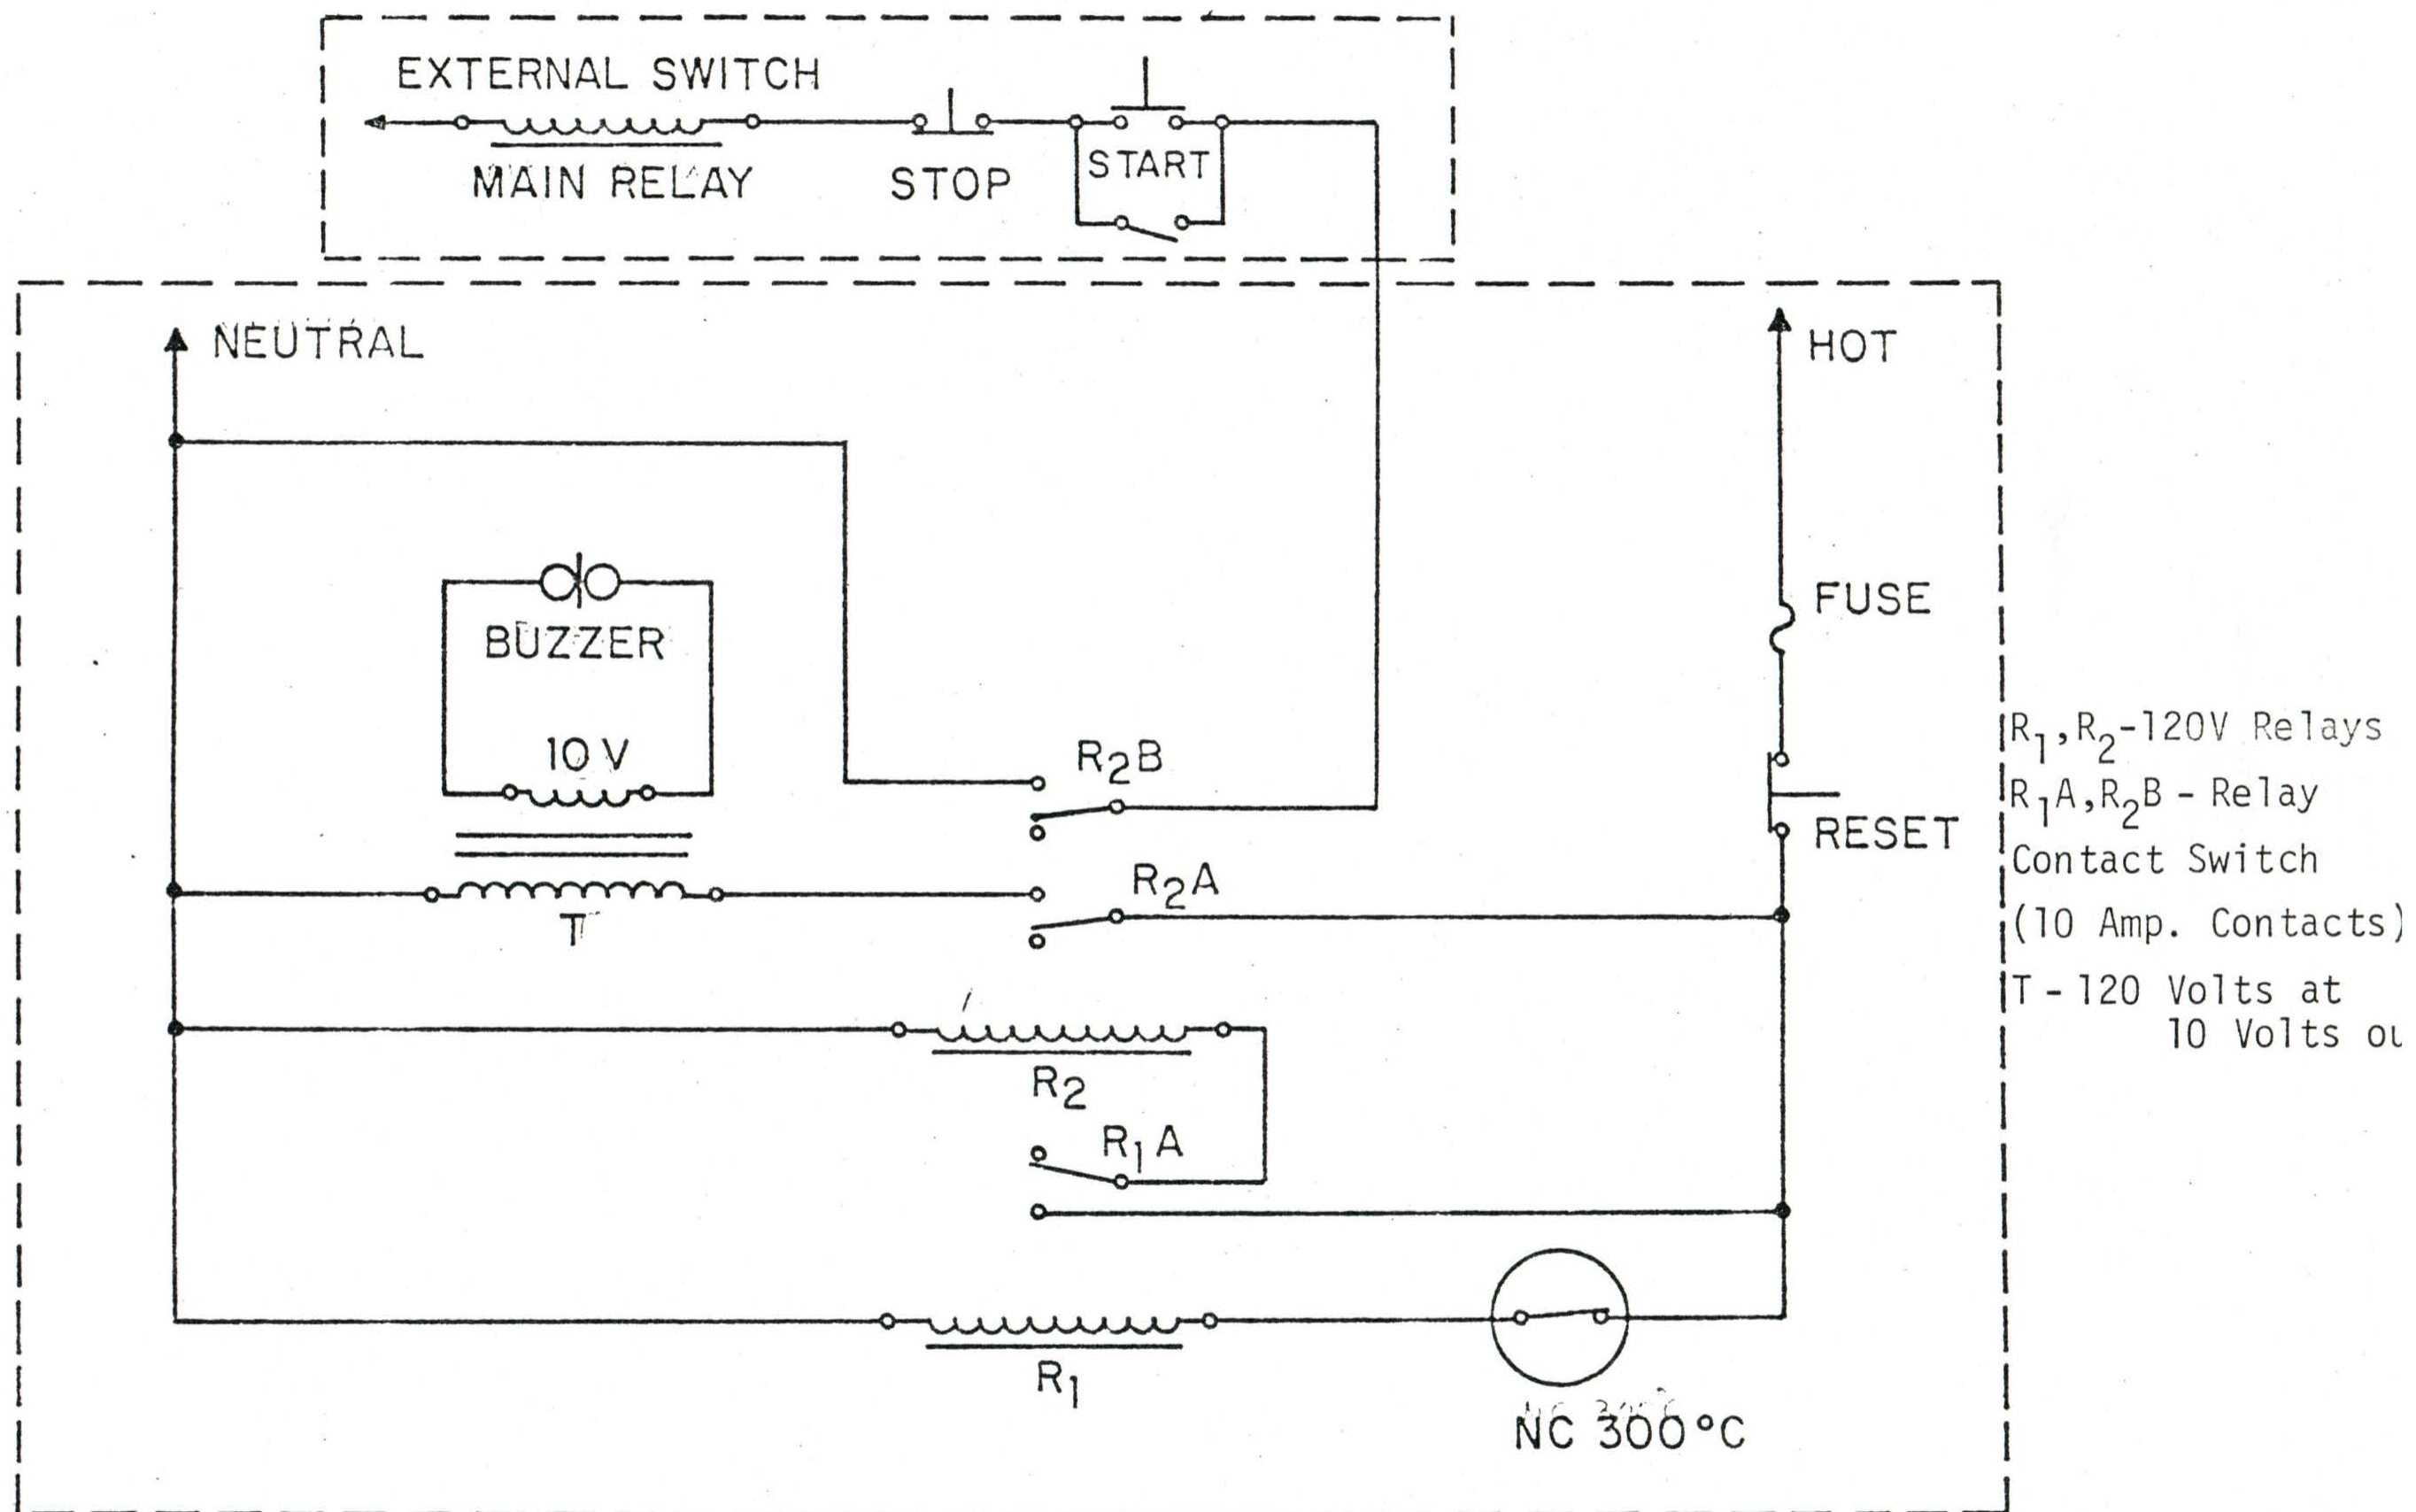 EXTERNAL SWITCH
MAIN RELAY
STOP
START
NEUTRAL
HOT
FUSE
BUZZER
10 V
R2B
RESET
R2A
T
R2
R1A
R1
NC 300°C
R1,R2-120V Relays
R1A,R2B - Relay
Contact Switch
(10 Amp. Contacts)
T - 120 Volts at
10 Volts